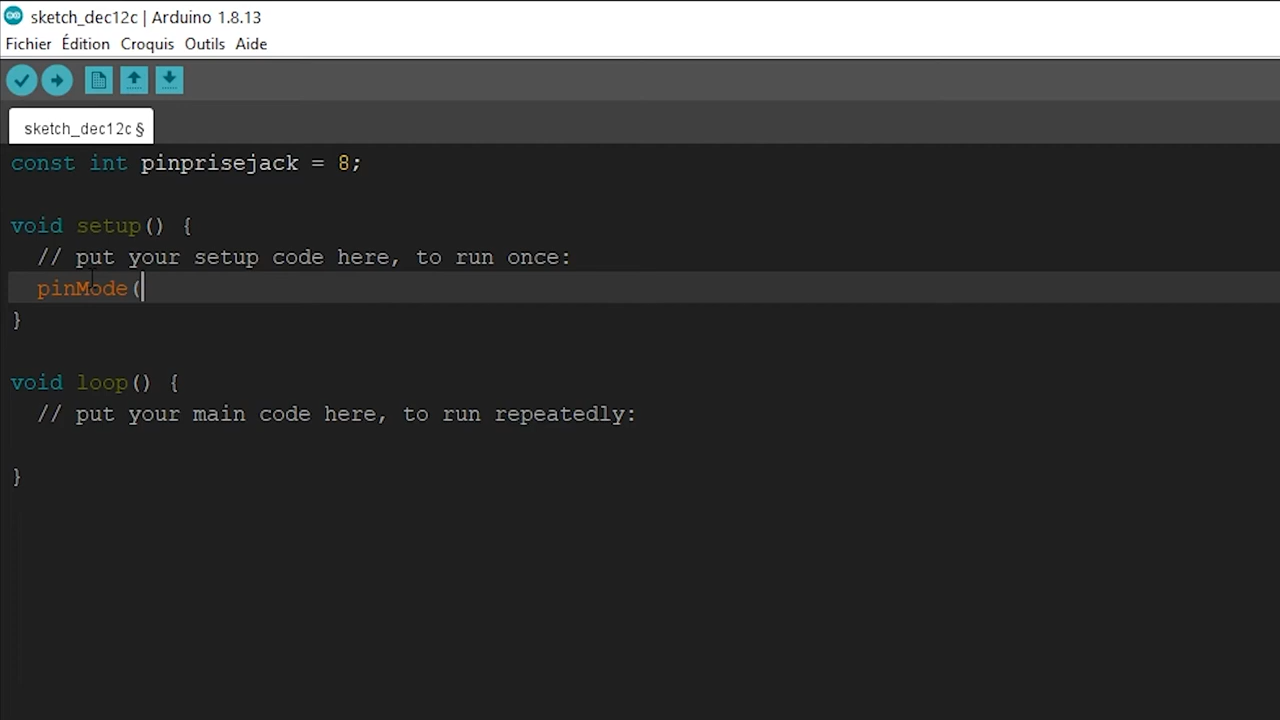 sketch_dec12c | Arduino 1.8.13
Fichier Édition Croquis Outils Aide
sketch_dec12c §
const int pinprisejack = 8;
void setup() {
// put your setup code here, to run once:
pinMode(
}
void loop() {
// put your main code here, to run repeatedly:
}